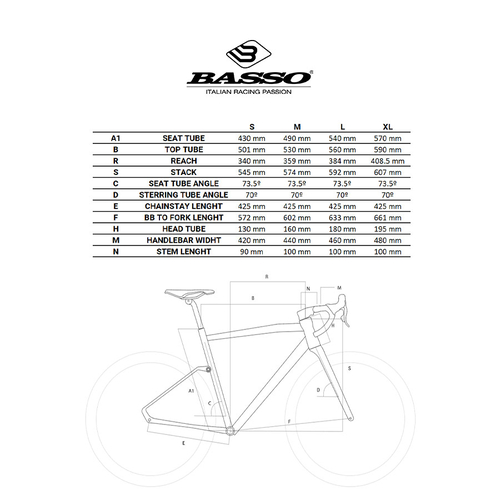 B
BASSO®
ITALIAN RACING PASSION
S M L XL
A1 SEAT TUBE 430 mm 490 mm 540 mm 570 mm
B TOP TUBE 501 mm 530 mm 560 mm 590 mm
R REACH 340 mm 359 mm 384 mm 408.5 mm
S STACK 545 mm 574 mm 592 mm 607 mm
C SEAT TUBE ANGLE 73.5º 73.5º 73.5º 73.5º
D STERRING TUBE ANGLE 70º 70º 70º 70º
E CHAINSTAY LENGHT 425 mm 425 mm 425 mm 425 mm
F BB TO FORK LENGHT 572 mm 602 mm 633 mm 661 mm
H HEAD TUBE 130 mm 160 mm 180 mm 195 mm
M HANDLEBAR WIDHT 420 mm 440 mm 460 mm 480 mm
N STEM LENGHT 90 mm 100 mm 100 mm 100 mm
R
N M
B
H
S
A1
D
C
F
E